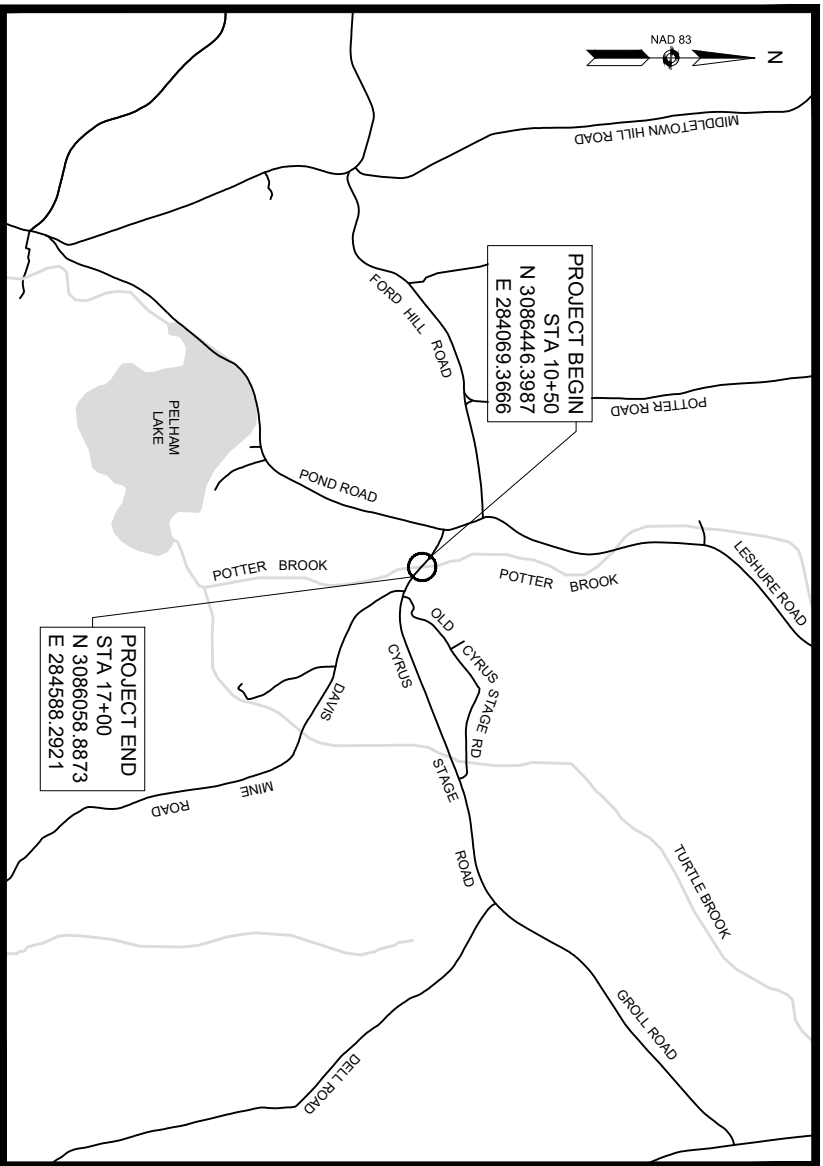 NAD 83
N
MIDDLETOWN HILL ROAD
PROJECT BEGIN
STA 10+50
N 3086446.3987
E 284069.3666
FORD HILL ROAD
POTTER ROAD
PELHAM
LAKE
POND ROAD
LESHURE ROAD
POTTER BROOK
POTTER BROOK
OLD CYRUS STAGE RD
CYRUS STAGE ROAD
PROJECT END
STA 17+00
N 3086058.8873
E 284588.2921
DAVIS MINE ROAD
TURTLE BROOK
GROLL ROAD
DELL ROAD